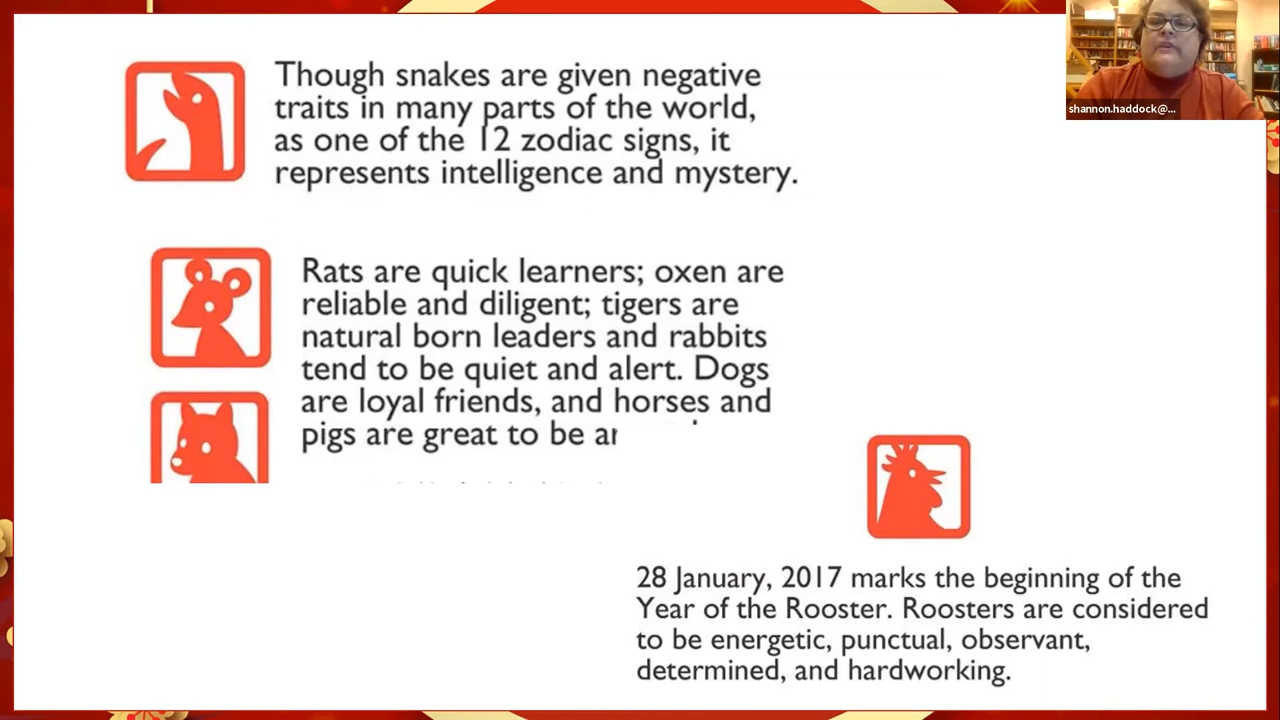 shannon.haddock@...
Though snakes are given negative
traits in many parts of the world,
as one of the 12 zodiac signs, it
represents intelligence and mystery.
Rats are quick learners; oxen are
reliable and diligent; tigers are
natural born leaders and rabbits
tend to be quiet and alert. Dogs
are loyal friends, and horses and
pigs are great to be
28 January, 2017 marks the beginning of the
Year of the Rooster. Roosters are considered
to be energetic, punctual, observant,
determined, and hardworking.